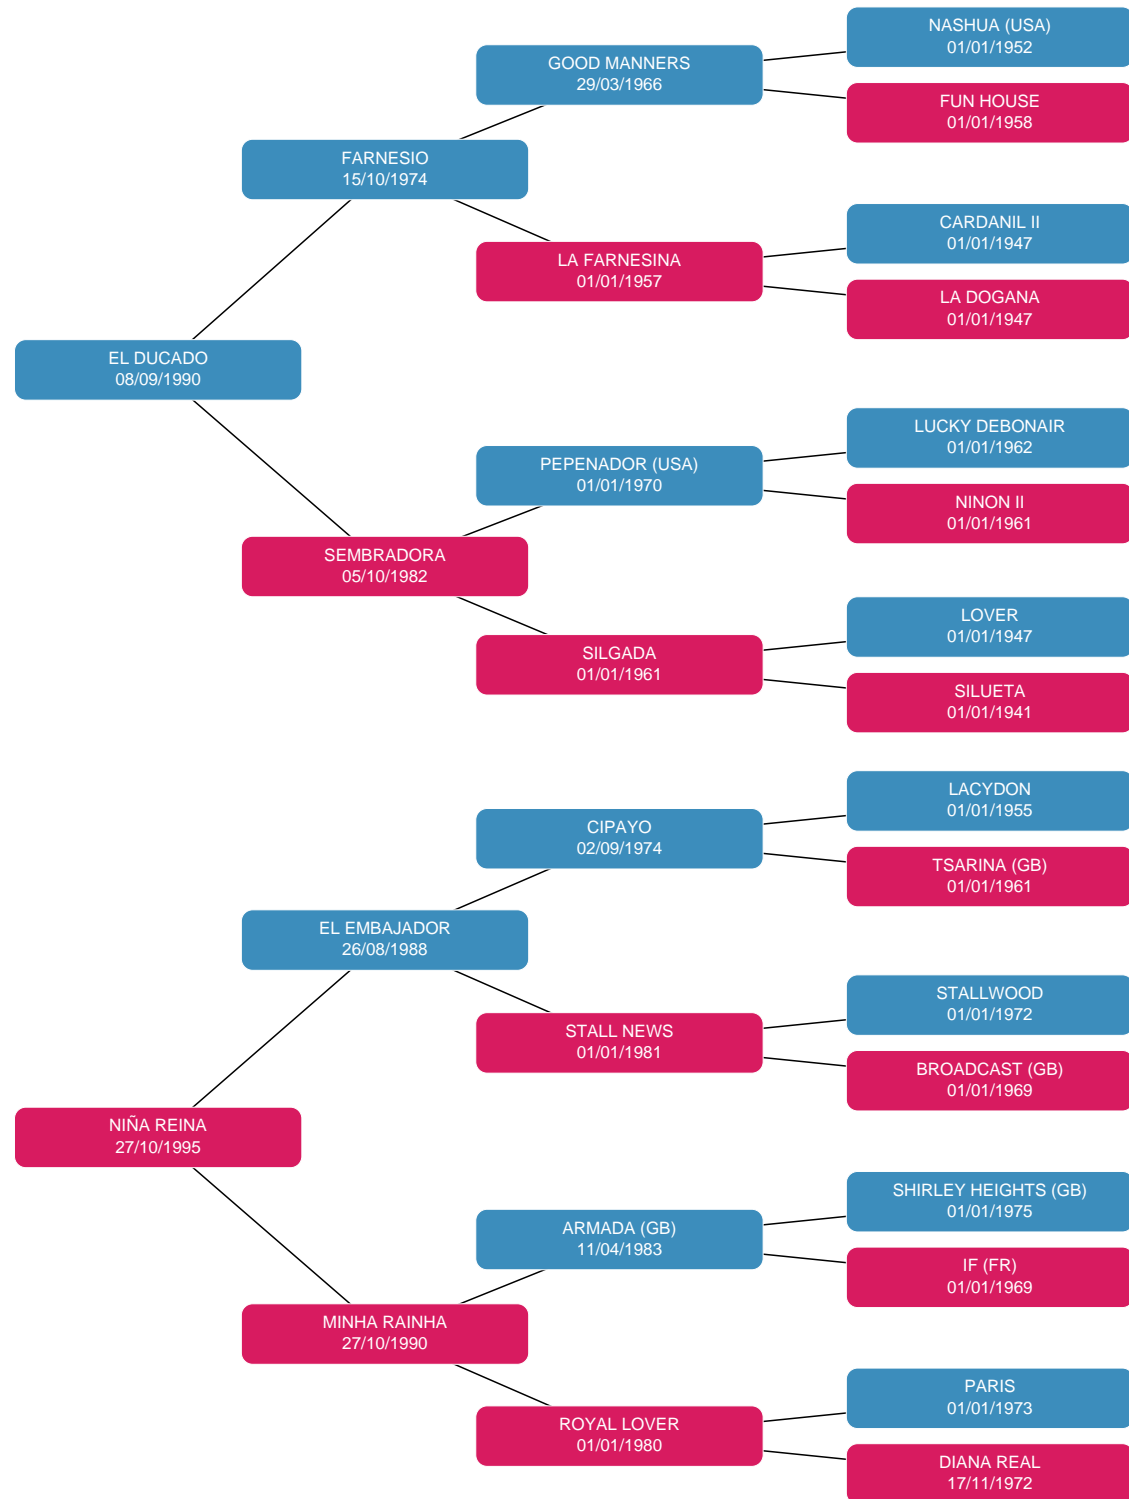 NASHUA (USA)
01/01/1952
GOOD MANNERS
29/03/1966
FUN HOUSE
01/01/1958
FARNESIO
15/10/1974
CARDANIL II
01/01/1947
LA FARNESINA
01/01/1957
LA DOGANA
01/01/1947
EL DUCADO
08/09/1990
LUCKY DEBONAIR
01/01/1962
PEPENADOR (USA)
01/01/1970
NINON II
01/01/1961
SEMBRADORA
05/10/1982
LOVER
01/01/1947
SILGADA
01/01/1961
SILUETA
01/01/1941
LACYDON
01/01/1955
CIPAYO
02/09/1974
TSARINA (GB)
01/01/1961
EL EMBAJADOR
26/08/1988
STALLWOOD
01/01/1972
STALL NEWS
01/01/1981
BROADCAST (GB)
01/01/1969
NIÑA REINA
27/10/1995
SHIRLEY HEIGHTS (GB)
01/01/1975
ARMADA (GB)
11/04/1983
IF (FR)
01/01/1969
MINHA RAINHA
27/10/1990
PARIS
01/01/1973
ROYAL LOVER
01/01/1980
DIANA REAL
17/11/1972